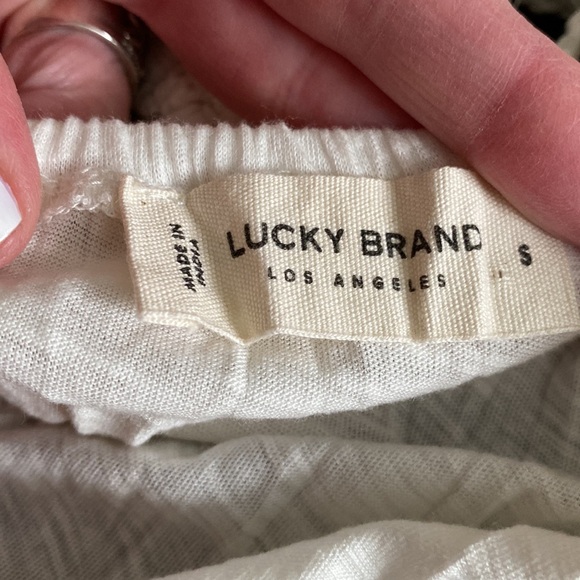 MADE IN
INDIA
LUCKY BRAND
LOS ANGELES
S